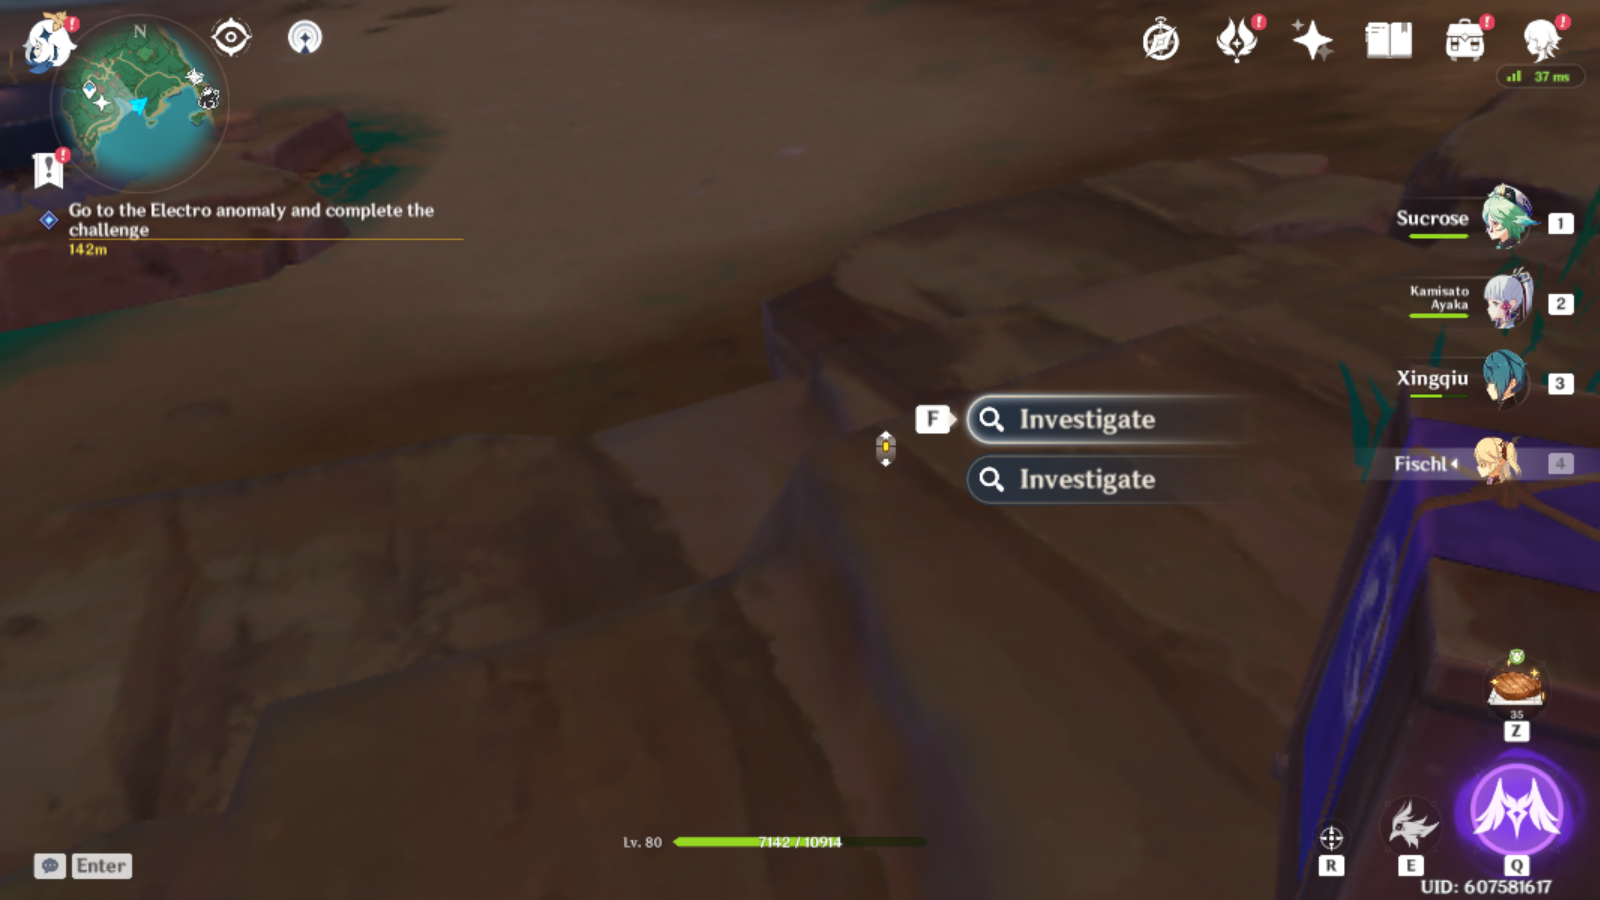 N
37 ms
Go to the Electro anomaly and complete the
challenge
142m
Sucrose
1
Kamisato
Ayaka
2
Xingqiu
3
F
Investigate
Investigate
Fischl
4
35
Z
Lv. 80
7142 / 10914
R
E
Q
Enter
UID: 607581617